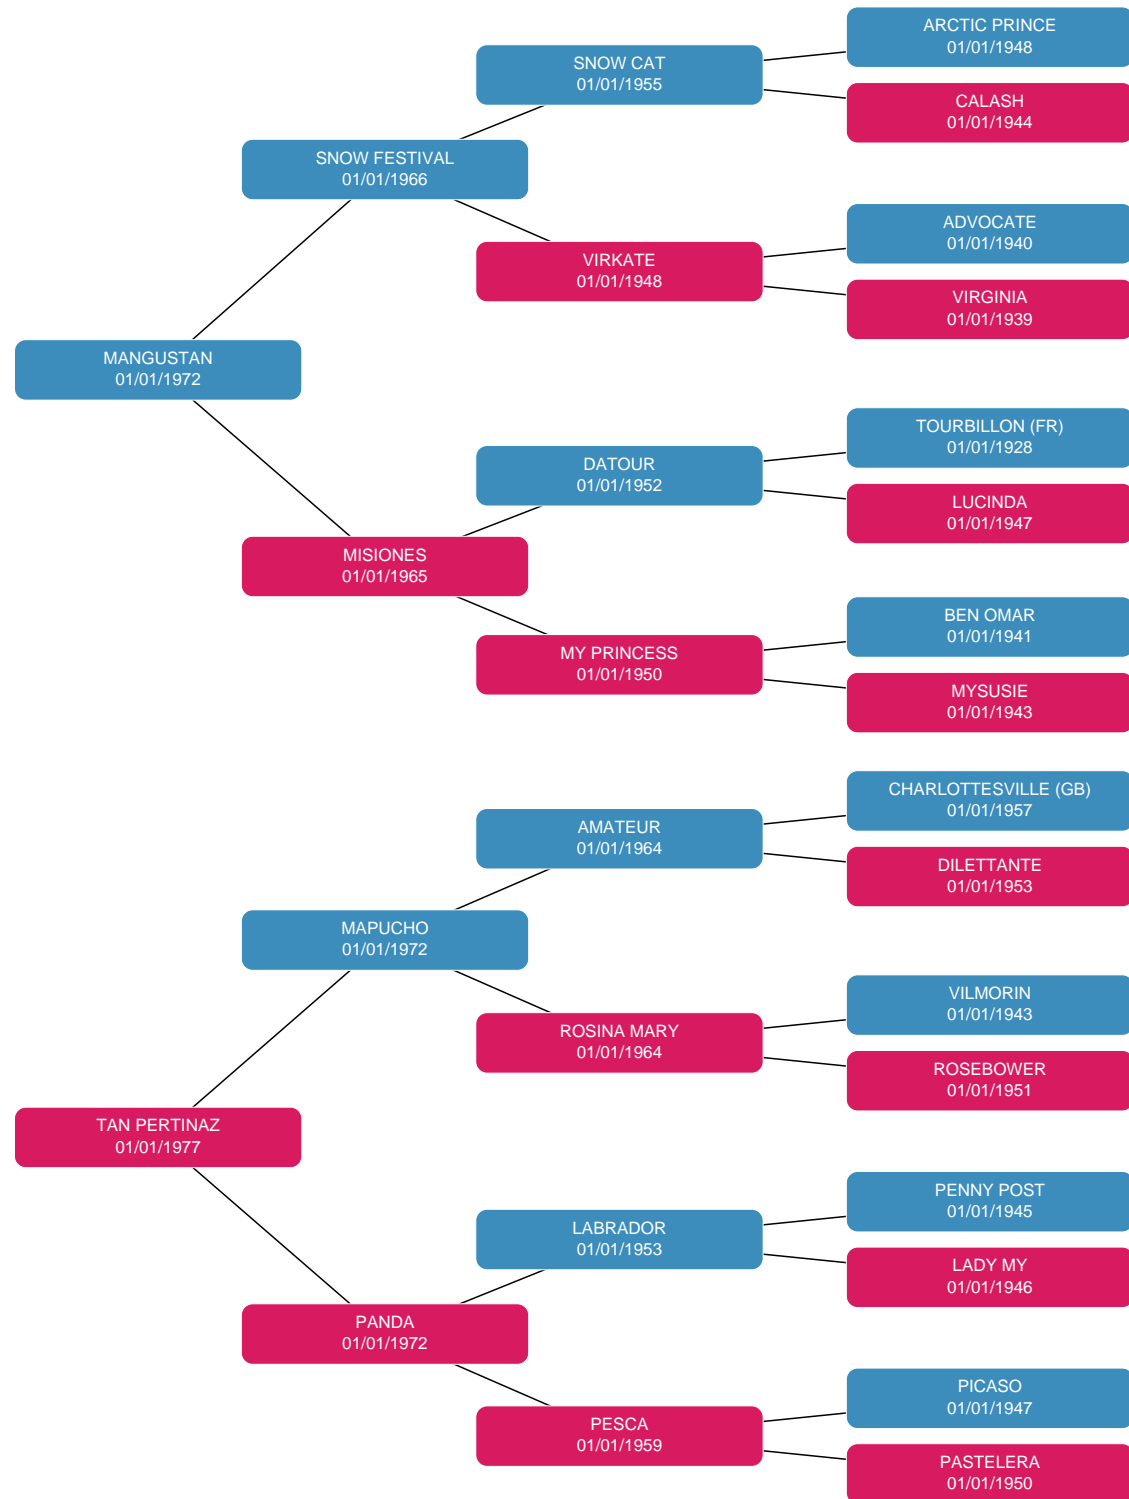 ARCTIC PRINCE
01/01/1948
SNOW CAT
01/01/1955
CALASH
01/01/1944
SNOW FESTIVAL
01/01/1966
ADVOCATE
01/01/1940
VIRKATE
01/01/1948
VIRGINIA
01/01/1939
MANGUSTAN
01/01/1972
TOURBILLON (FR)
01/01/1928
DATOUR
01/01/1952
LUCINDA
01/01/1947
MISIONES
01/01/1965
BEN OMAR
01/01/1941
MY PRINCESS
01/01/1950
MYSUSIE
01/01/1943
CHARLOTTESVILLE (GB)
01/01/1957
AMATEUR
01/01/1964
DILETTANTE
01/01/1953
MAPUCHO
01/01/1972
VILMORIN
01/01/1943
ROSINA MARY
01/01/1964
ROSEBOWER
01/01/1951
TAN PERTINAZ
01/01/1977
PENNY POST
01/01/1945
LABRADOR
01/01/1953
LADY MY
01/01/1946
PANDA
01/01/1972
PICASO
01/01/1947
PESCA
01/01/1959
PASTELERA
01/01/1950